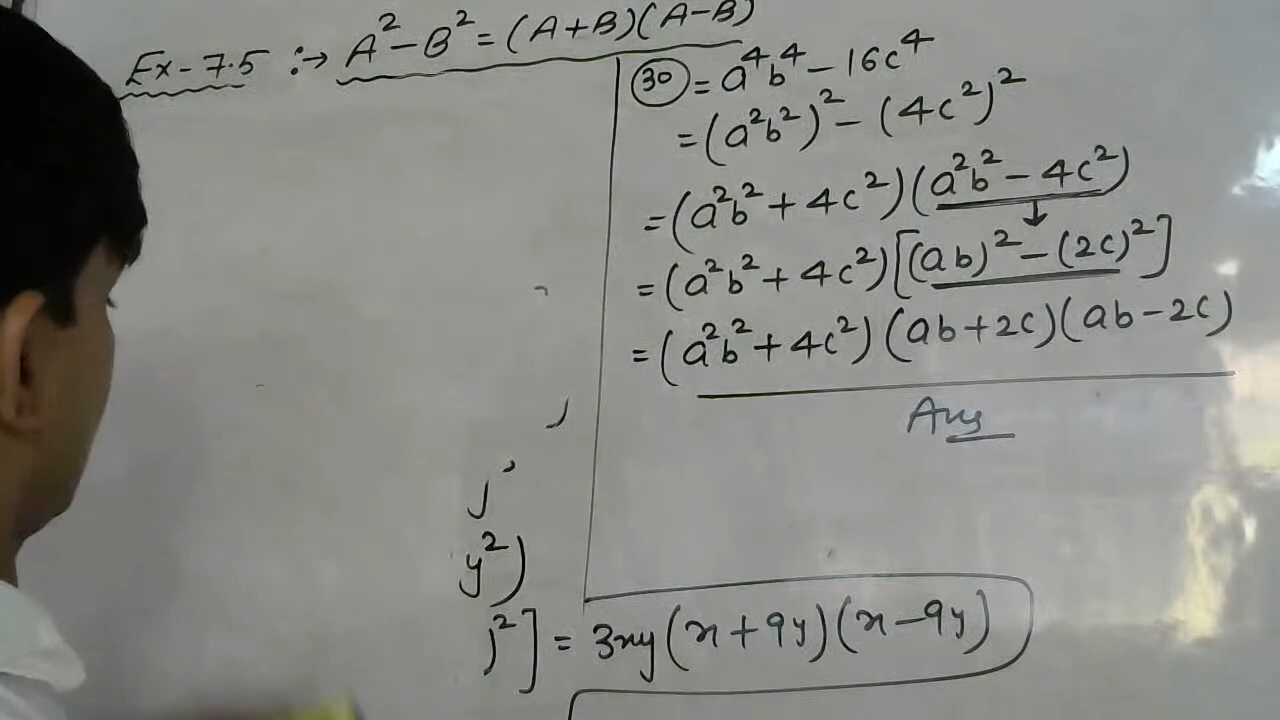 Ex-7.5 :→ A²-B² = (A+B)(A-B)
(30) = a⁴b⁴ - 16c⁴
= (a²b²)² - (4c²)²
= (a²b² + 4c²)(a²b² - 4c²)
↓
= (a²b² + 4c²)[(ab)² - (2c)²]
= (a²b² + 4c²)(ab+2c)(ab-2c)
Ans
y²)
²] = 3xy(x+9y)(x-9y)